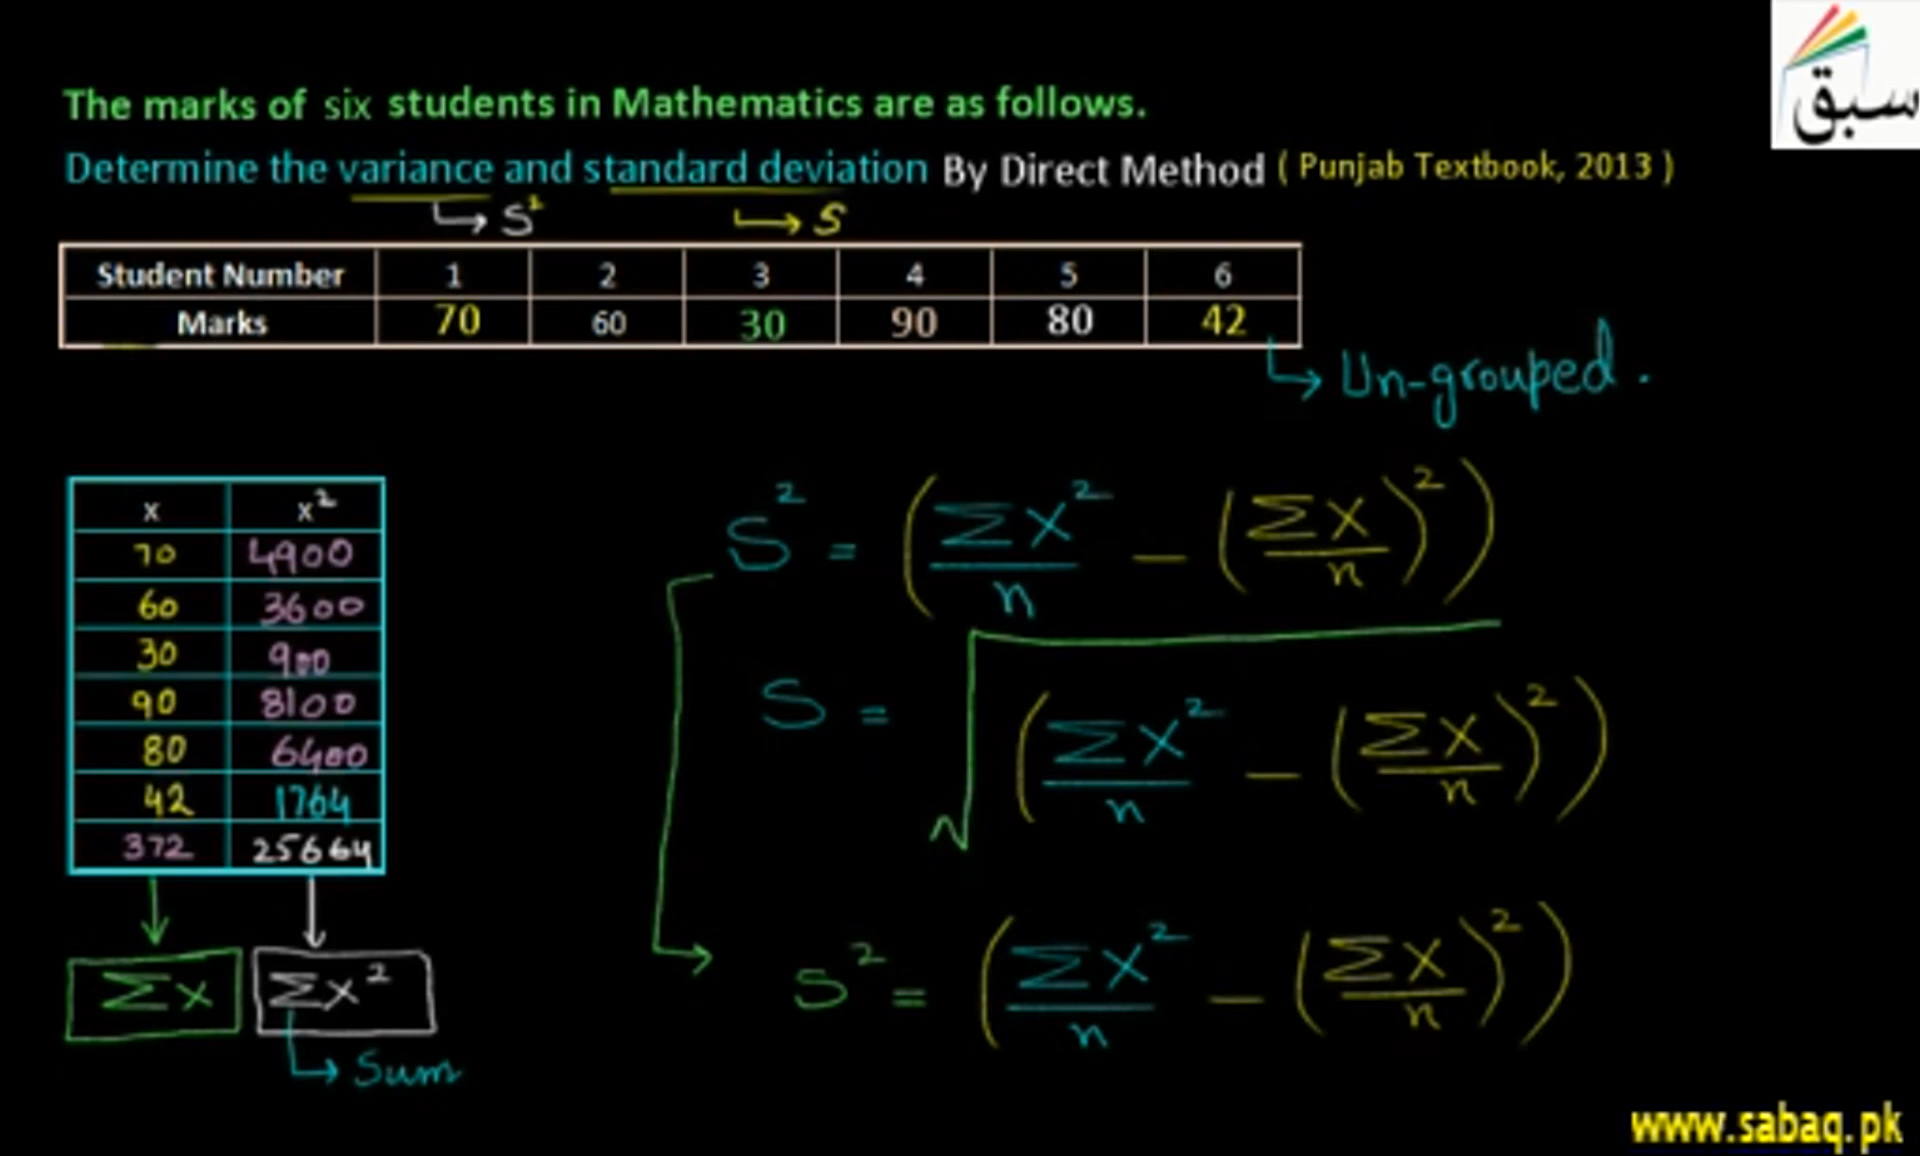 سبق
The marks of six students in Mathematics are as follows.
Determine the variance and standard deviation By Direct Method ( Punjab Textbook, 2013 )
↳ S² ↳ S
Student Number 1 2 3 4 5 6
Marks 70 60 30 90 80 42
↳ Un-grouped.
x x²
70 4900
60 3600
30 900
90 8100
80 6400
42 1764
372 25664
Σx Σx²
↳ Sum
S² = (Σx²/n − (Σx/n)²)
S = √(Σx²/n − (Σx/n)²)
S² = (Σx²/n − (Σx/n)²)
www.sabaq.pk